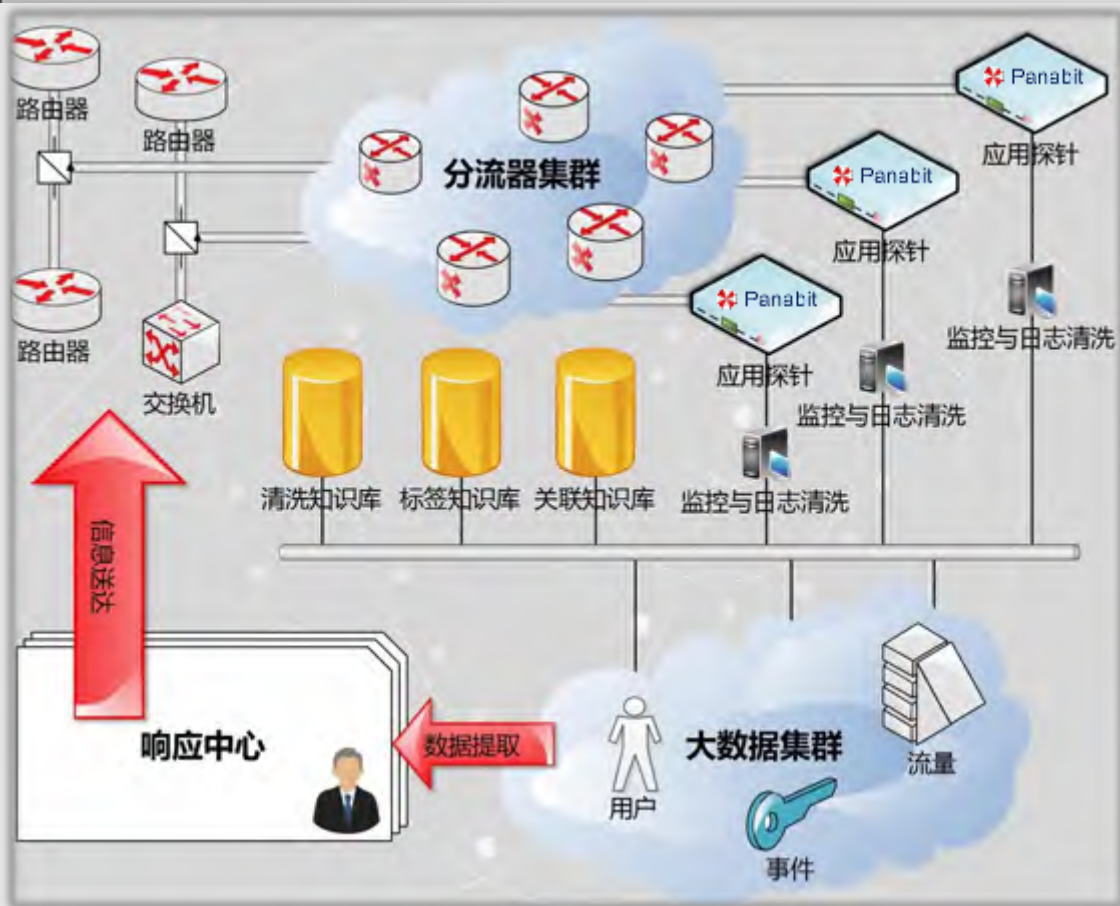 路由器
路由器
路由器
交换机
分流器集群
Panabit
应用探针
Panabit
应用探针
Panabit
应用探针
监控与日志清洗
监控与日志清洗
监控与日志清洗
清洗知识库
标签知识库
关联知识库
信息送达
响应中心
数据提取
大数据集群
用户
流量
事件